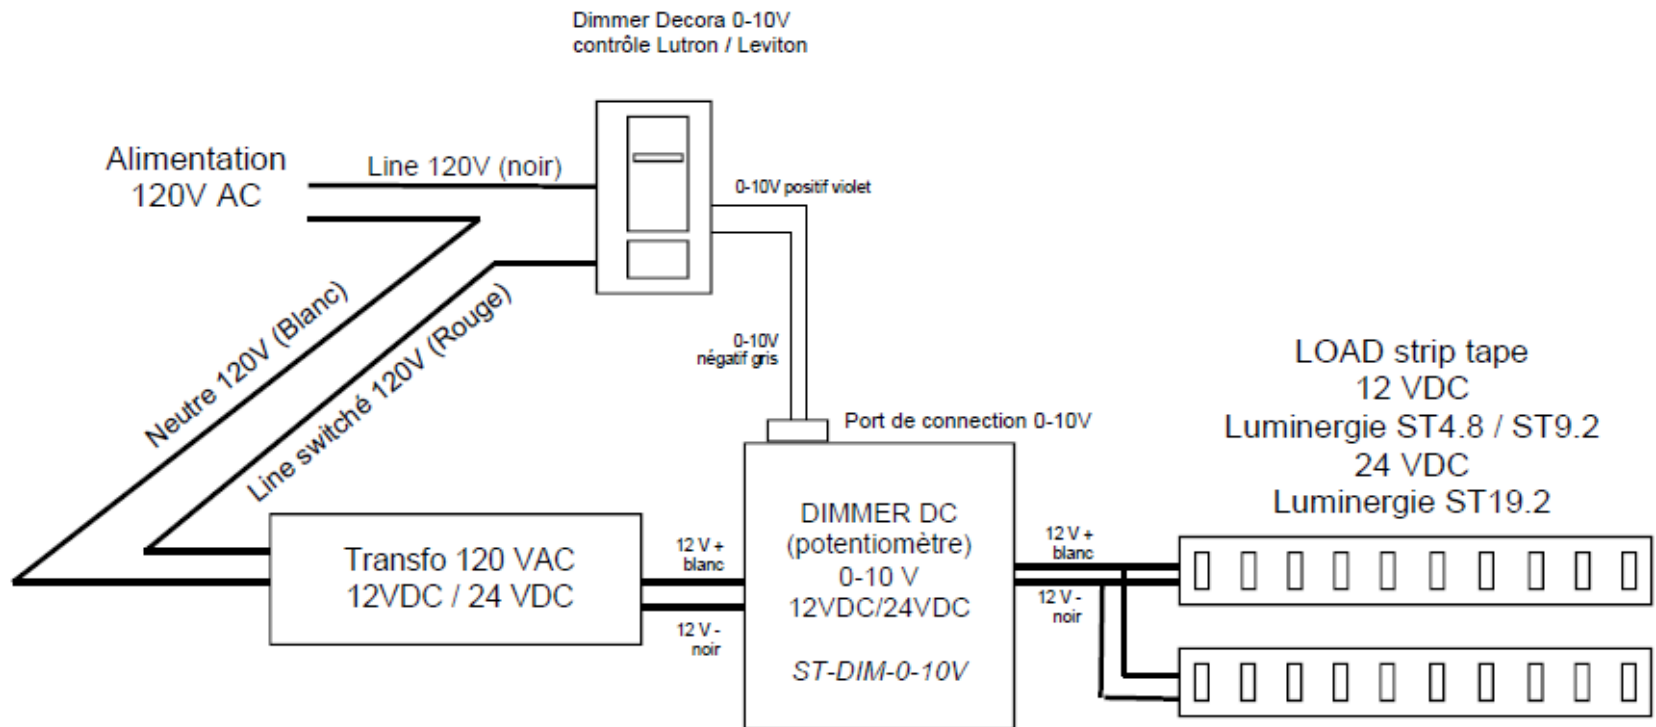 Dimmer Decora 0-10V
contrôle Lutron / Leviton
Alimentation
120V AC
Line 120V (noir)
0-10V positif violet
Neutre 120V (Blanc)
Line switché 120V (Rouge)
0-10V
négatif gris
Port de connection 0-10V
LOAD strip tape
12 VDC
Luminergie ST4.8 / ST9.2
24 VDC
Luminergie ST19.2
Transfo 120 VAC
12VDC / 24 VDC
12 V +
blanc
12 V -
noir
DIMMER DC
(potentiomètre)
0-10 V
12VDC/24VDC
ST-DIM-0-10V
12 V +
blanc
12 V -
noir